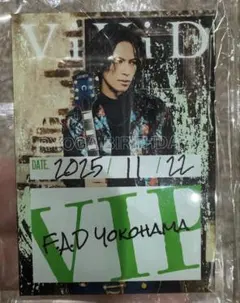 ViViD
DATE. 2025/11/22
VIP
F.A.D YOKOHAMA